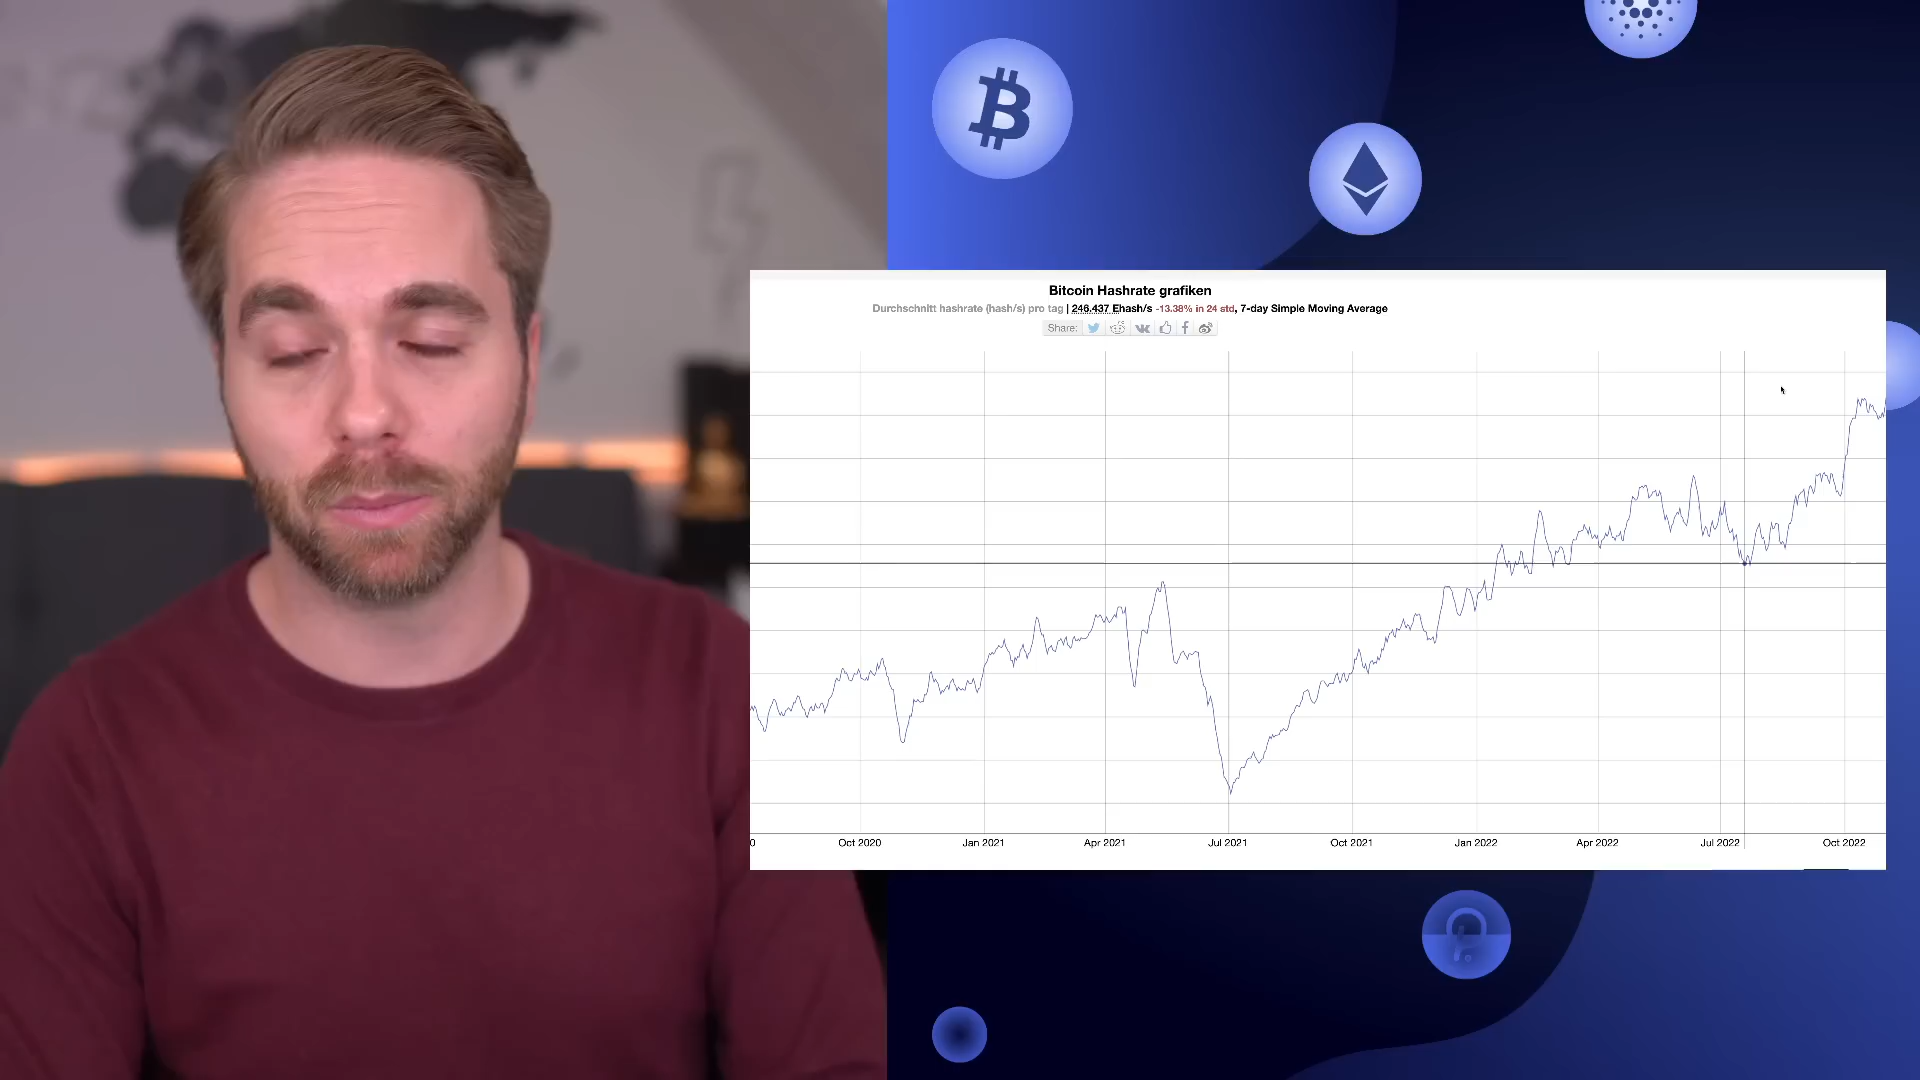 Bitcoin Hashrate grafiken
Durchschnitt hashrate (hash/s) pro tag | 246.437 Ehash/s -13.38% in 24 std, 7-day Simple Moving Average
Share:
0 Oct 2020 Jan 2021 Apr 2021 Jul 2021 Oct 2021 Jan 2022 Apr 2022 Jul 2022 Oct 2022